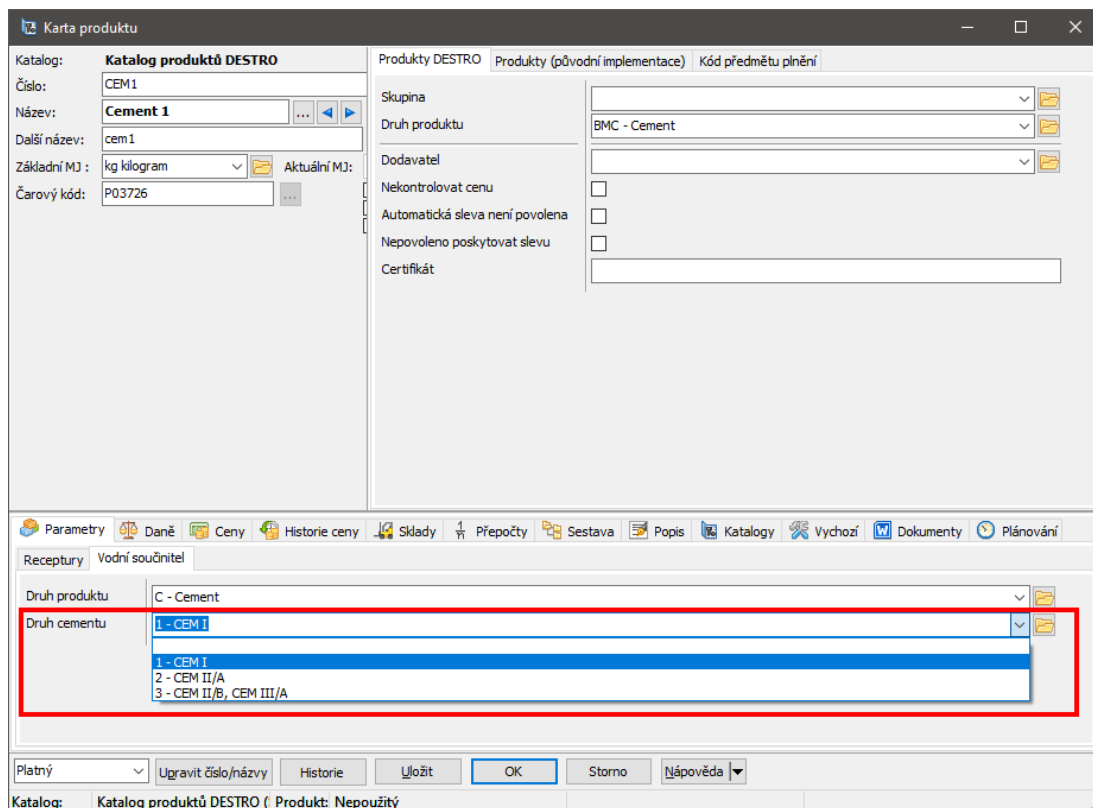 Karta produktu
Katalog: Katalog produktů DESTRO
Číslo: CEM1
Název: Cement 1 ...
Další název: cem1
Základní MJ : kg kilogram Aktuální MJ:
Čarový kód: P03726 ...
Produkty DESTRO Produkty (původní implementace) Kód předmětu plnění
Skupina
Druh produktu BMC - Cement
Dodavatel
Nekontrolovat cenu
Automatická sleva není povolena
Nepovoleno poskytovat slevu
Certifikát
Parametry Daně Ceny Historie ceny Sklady Přepočty Sestava Popis Katalogy Vychozí Dokumenty Plánování
Receptury Vodní součinitel
Druh produktu C - Cement
Druh cementu 1 - CEM I
1 - CEM I
2 - CEM II/A
3 - CEM II/B, CEM III/A
Platný Upravit číslo/názvy Historie Uložit OK Storno Nápověda
Katalog: Katalog produktů DESTRO ( Produkt: Nepoužitý